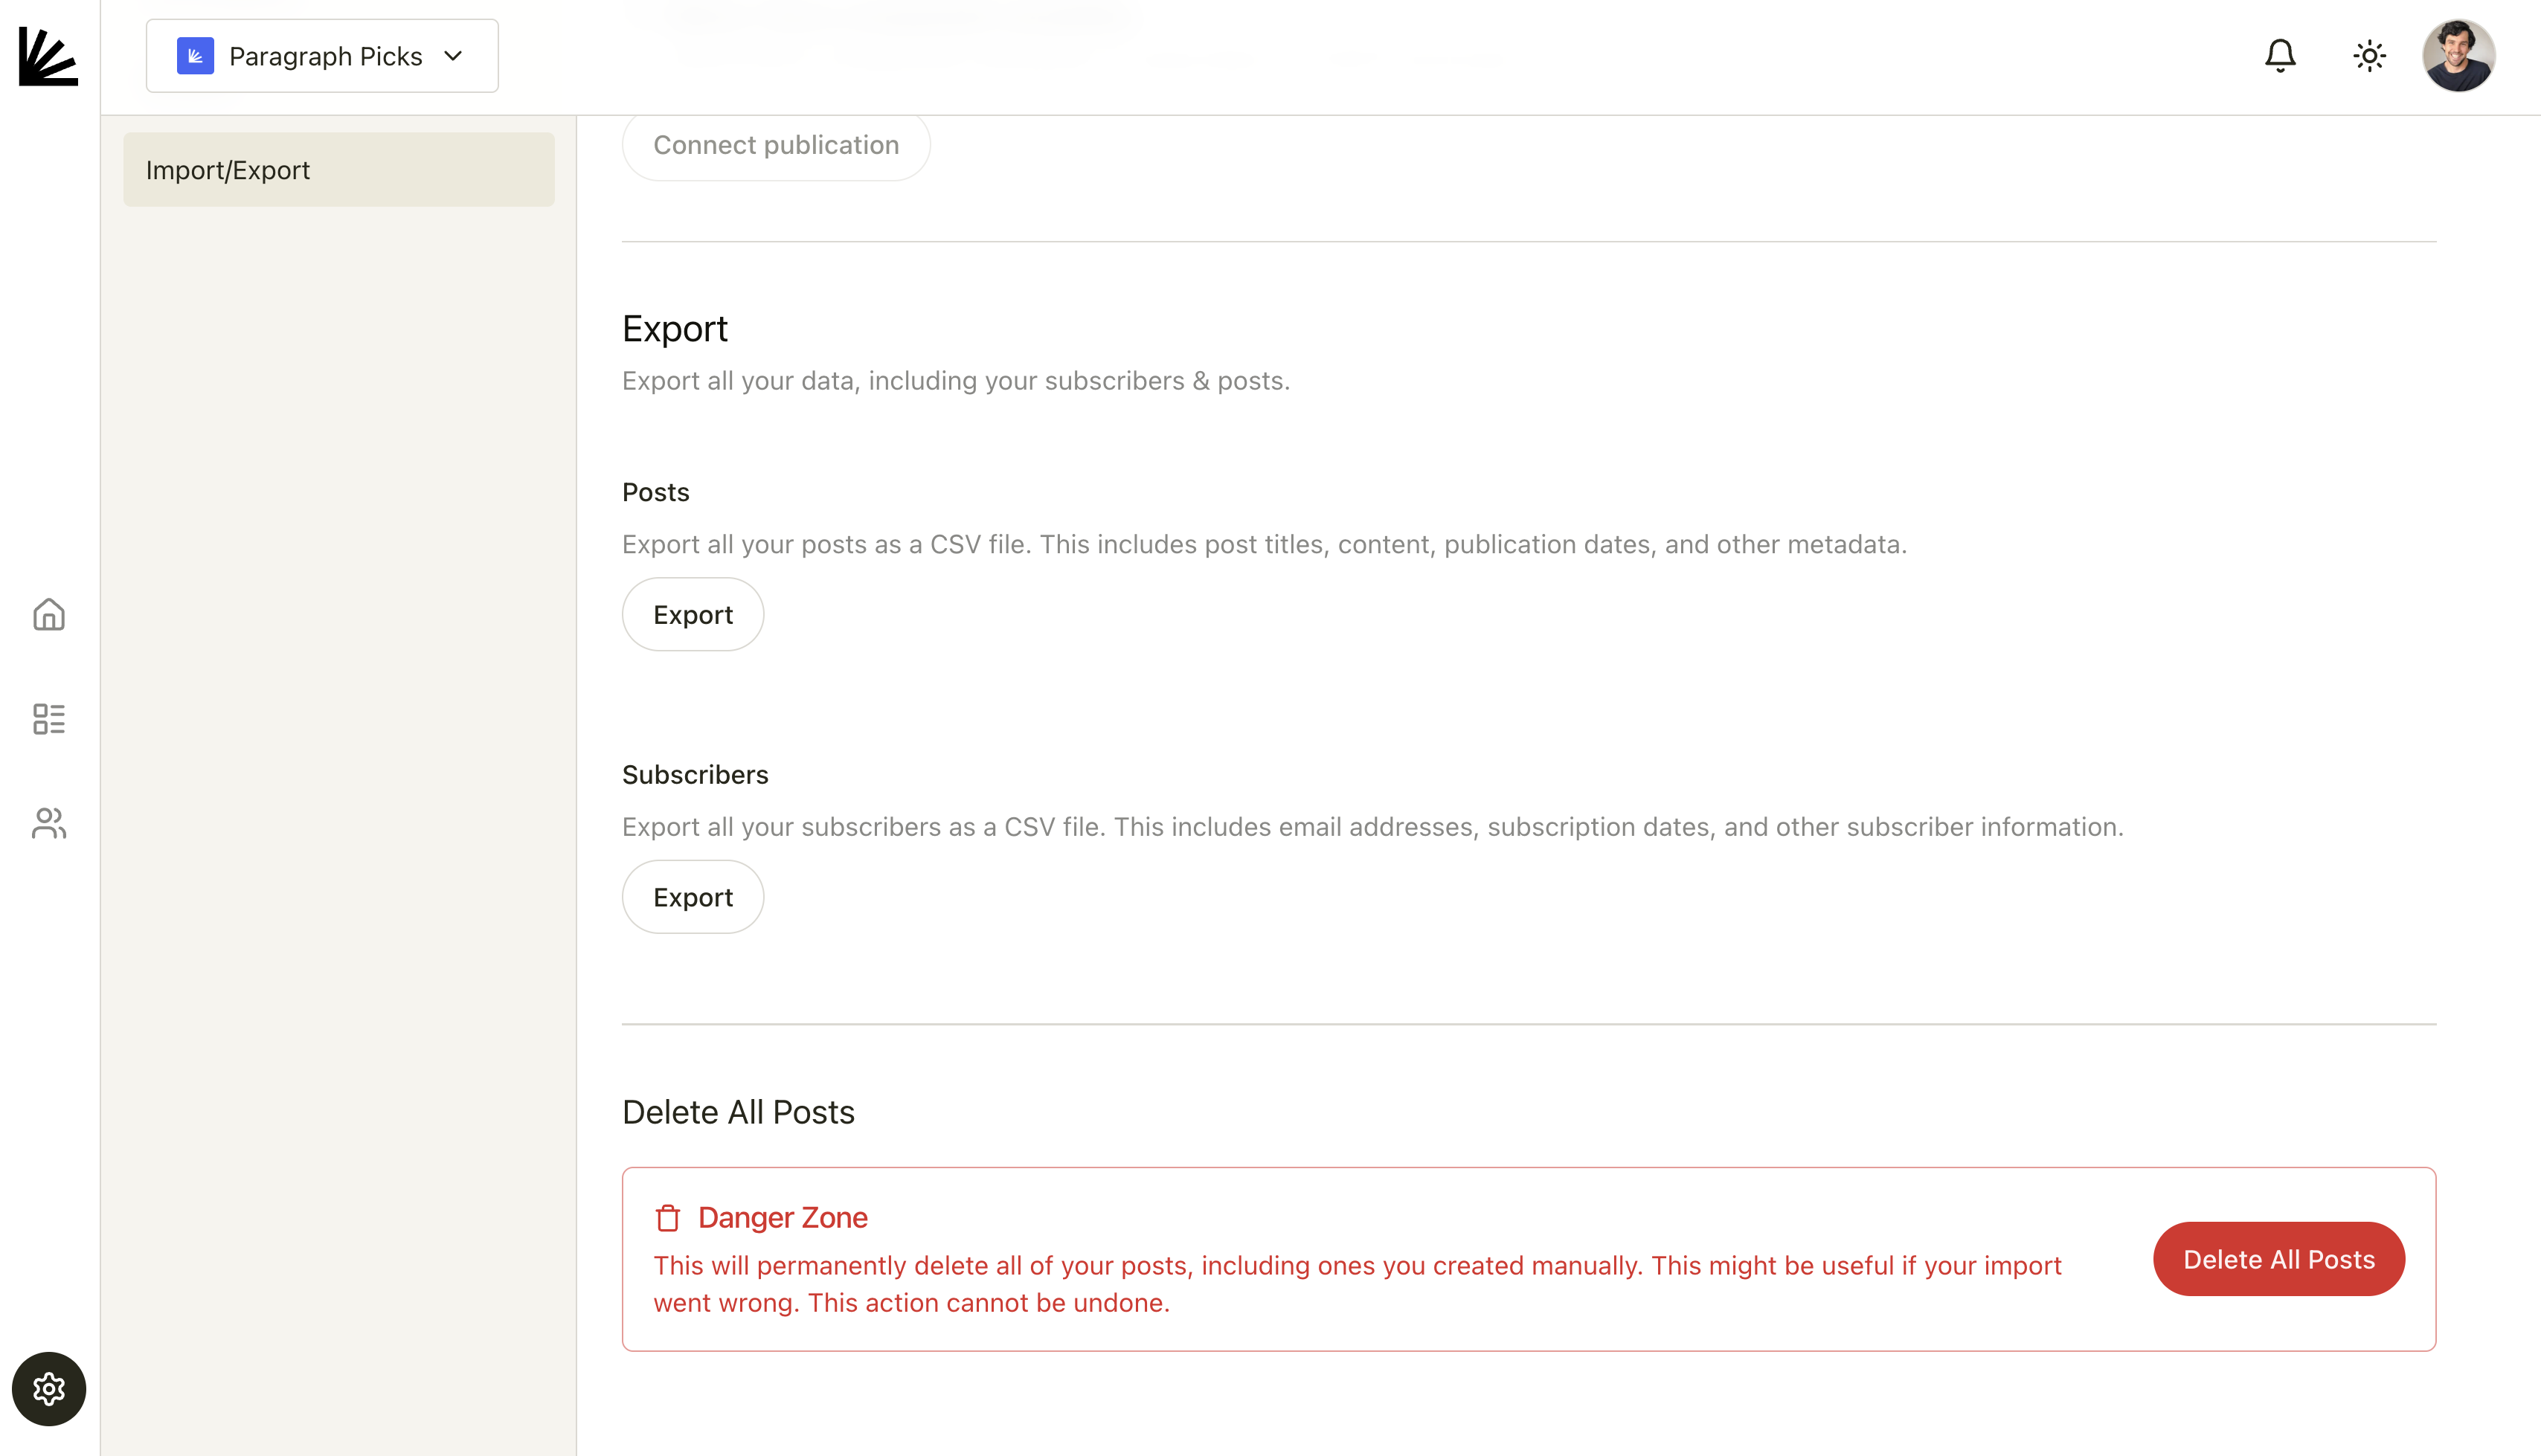 Paragraph Picks
Import/Export
Connect publication
Export
Export all your data, including your subscribers & posts.
Posts
Export all your posts as a CSV file. This includes post titles, content, publication dates, and other metadata.
Export
Subscribers
Export all your subscribers as a CSV file. This includes email addresses, subscription dates, and other subscriber information.
Export
Delete All Posts
Danger Zone
This will permanently delete all of your posts, including ones you created manually. This might be useful if your import
went wrong. This action cannot be undone.
Delete All Posts